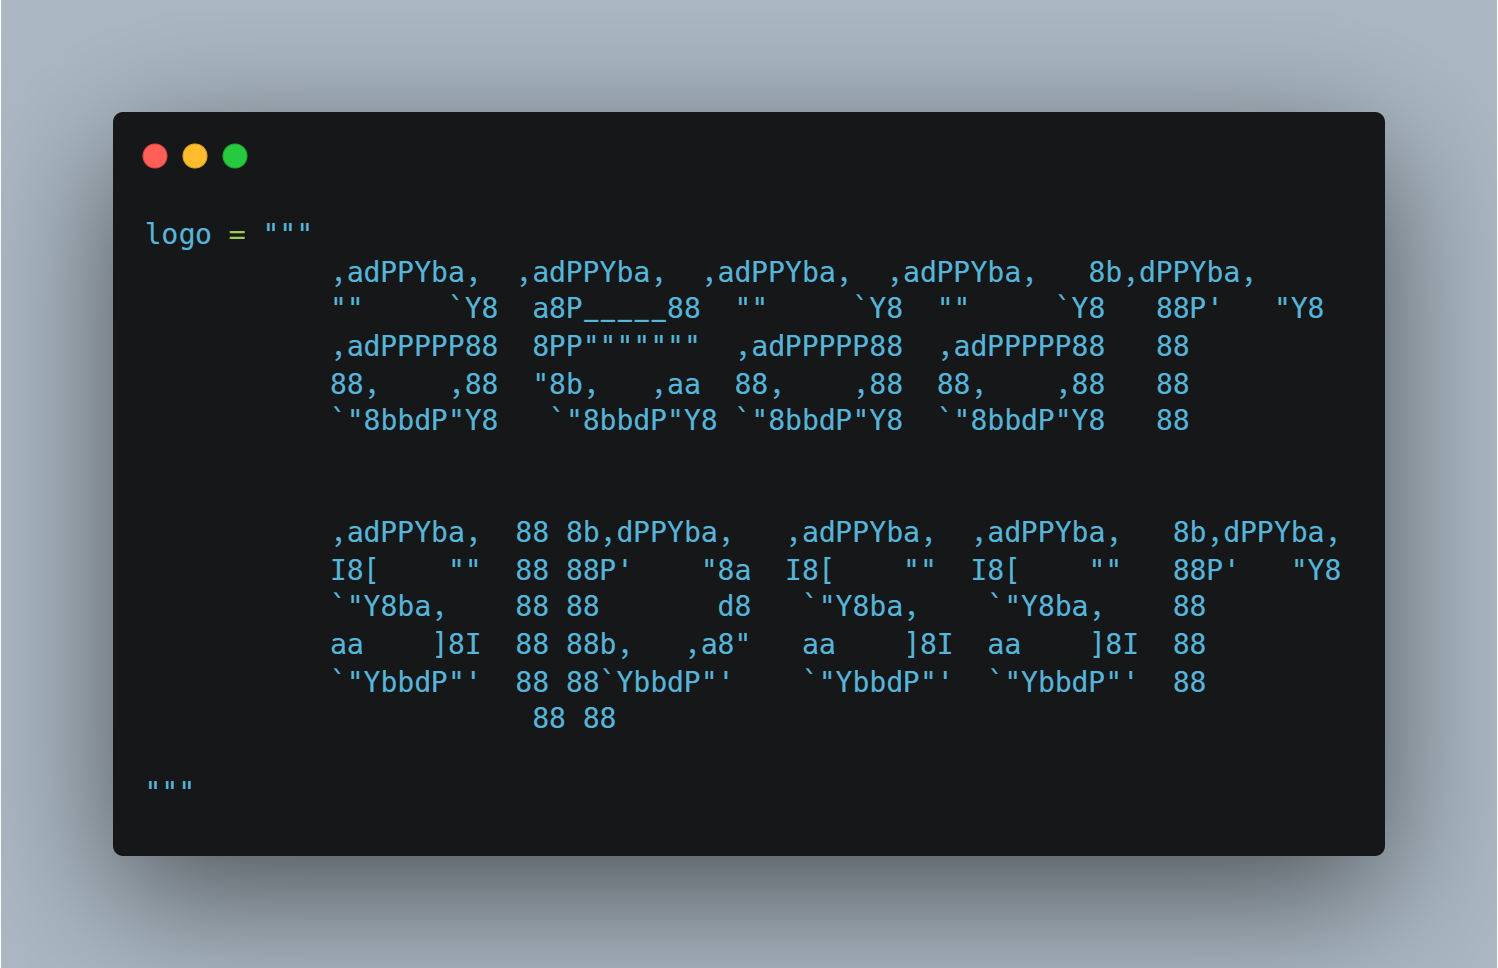 logo = """
           ,adPPYba,  ,adPPYba,  ,adPPYba,  ,adPPYba,   8b,dPPYba,
           ""     `Y8  a8P_____88  ""     `Y8  ""     `Y8   88P'   "Y8
           ,adPPPPP88  8PP"""""""  ,adPPPPP88  ,adPPPPP88   88
           88,    ,88  "8b,   ,aa  88,    ,88  88,    ,88   88
           `"8bbdP"Y8   `"8bbdP"Y8 `"8bbdP"Y8  `"8bbdP"Y8   88
           ,adPPYba,  88 8b,dPPYba,   ,adPPYba,  ,adPPYba,   8b,dPPYba,
           I8[    ""  88 88P'    "8a  I8[    ""  I8[    ""   88P'   "Y8
           `"Y8ba,    88 88       d8   `"Y8ba,    `"Y8ba,    88
           aa    ]8I  88 88b,   ,a8"   aa    ]8I  aa    ]8I  88
           `"YbbdP"'  88 88`YbbdP"'    `"YbbdP"'  `"YbbdP"'  88
                       88 88
"""